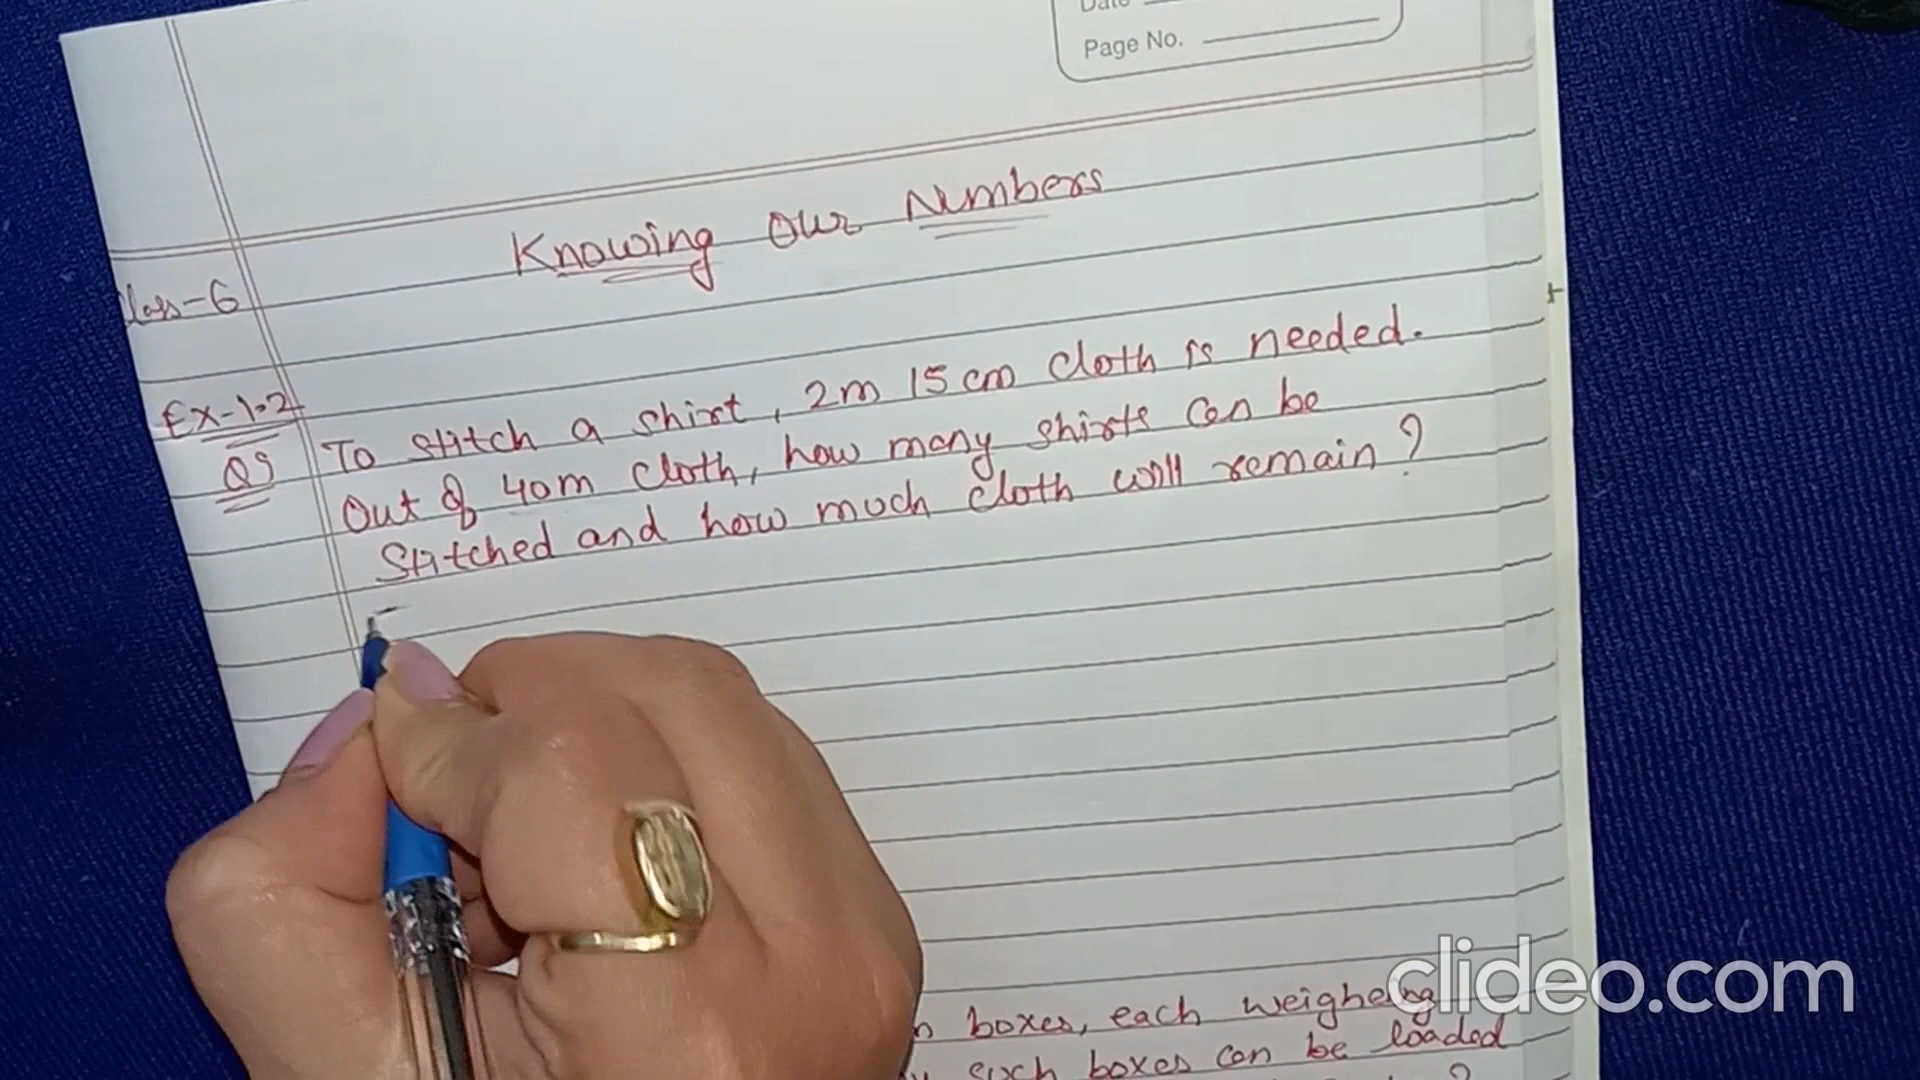 Date
Page No.
Knowing Our Numbers
Class-6
Ex-1.2
Q9
To stitch a shirt, 2m 15cm cloth is needed.
Out of 40m cloth, how many shirts can be
Stitched and how much cloth will remain?
boxes, each weighing
such boxes can be loaded
?
clideo.com